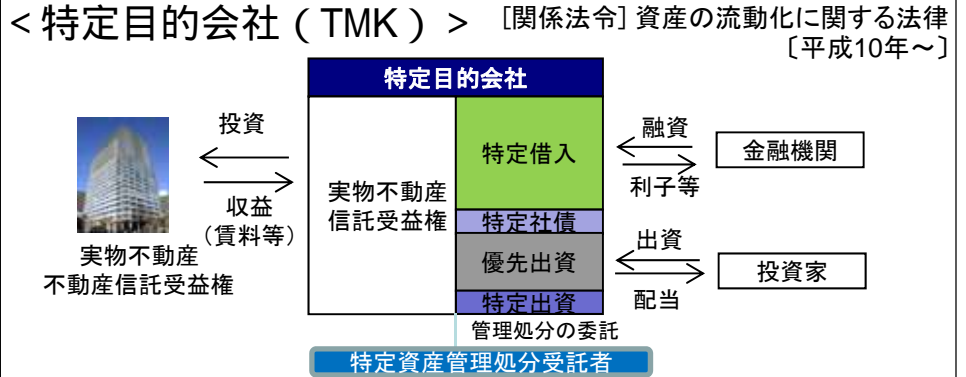 ＜特定目的会社（TMK）＞
[関係法令] 資産の流動化に関する法律
〔平成10年～〕
特定目的会社
投資
収益
（賃料等）
実物不動産
不動産信託受益権
実物不動産
信託受益権
特定借入
特定社債
優先出資
特定出資
融資
利子等
金融機関
出資
配当
投資家
管理処分の委託
特定資産管理処分受託者